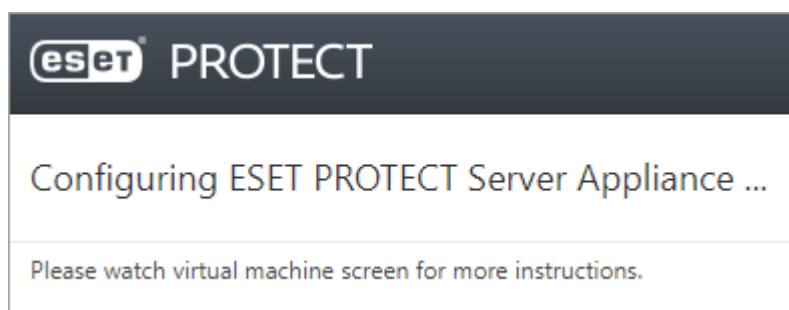 eset PROTECT
Configuring ESET PROTECT Server Appliance ...
Please watch virtual machine screen for more instructions.